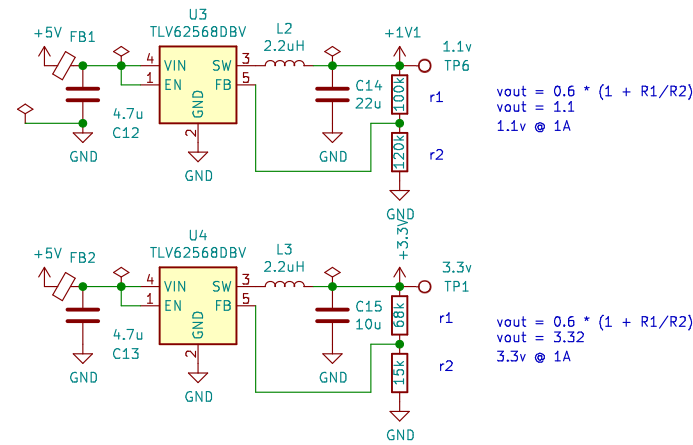 U3
TLV62568DBV
+5V
FB1
4
VIN
1
EN
SW
3
FB
5
GND
2
GND
4.7u
C12
GND
L2
2.2uH
C14
22u
GND
+1V1
1.1v
TP6
100k
r1
120k
r2
GND
vout = 0.6 * (1 + R1/R2)
vout = 1.1
1.1v @ 1A
U4
TLV62568DBV
+5V
FB2
4
VIN
1
EN
SW
3
FB
5
GND
2
GND
4.7u
C13
GND
L3
2.2uH
C15
10u
GND
+3.3V
3.3v
TP1
68k
r1
15k
r2
GND
vout = 0.6 * (1 + R1/R2)
vout = 3.32
3.3v @ 1A